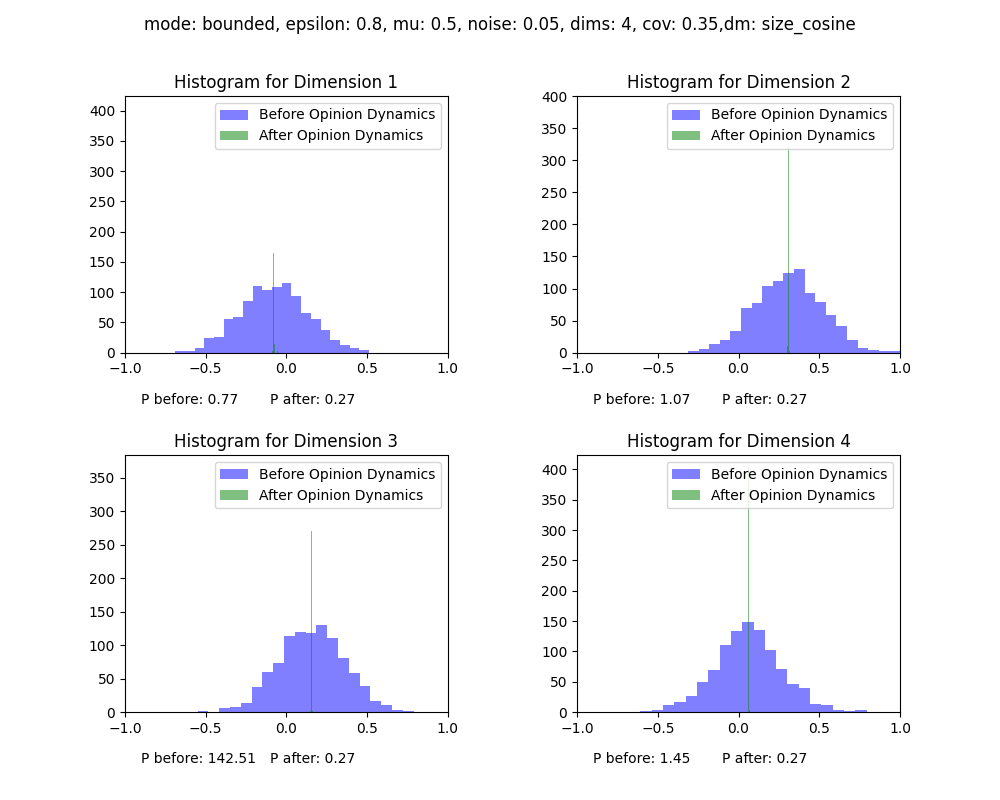 mode: bounded, epsilon: 0.8, mu: 0.5, noise: 0.05, dims: 4, cov: 0.35,dm: size_cosine
Histogram for Dimension 1
Before Opinion Dynamics
After Opinion Dynamics
400
350
300
250
200
150
100
50
0
−1.0 −0.5 0.0 0.5 1.0
P before: 0.77 P after: 0.27
Histogram for Dimension 2
Before Opinion Dynamics
After Opinion Dynamics
400
350
300
250
200
150
100
50
0
−1.0 −0.5 0.0 0.5 1.0
P before: 1.07 P after: 0.27
Histogram for Dimension 3
Before Opinion Dynamics
After Opinion Dynamics
350
300
250
200
150
100
50
0
−1.0 −0.5 0.0 0.5 1.0
P before: 142.51 P after: 0.27
Histogram for Dimension 4
Before Opinion Dynamics
After Opinion Dynamics
400
350
300
250
200
150
100
50
0
−1.0 −0.5 0.0 0.5 1.0
P before: 1.45 P after: 0.27